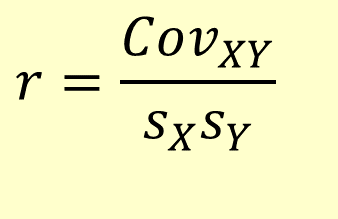 r = Cov_XY / s_X s_Y